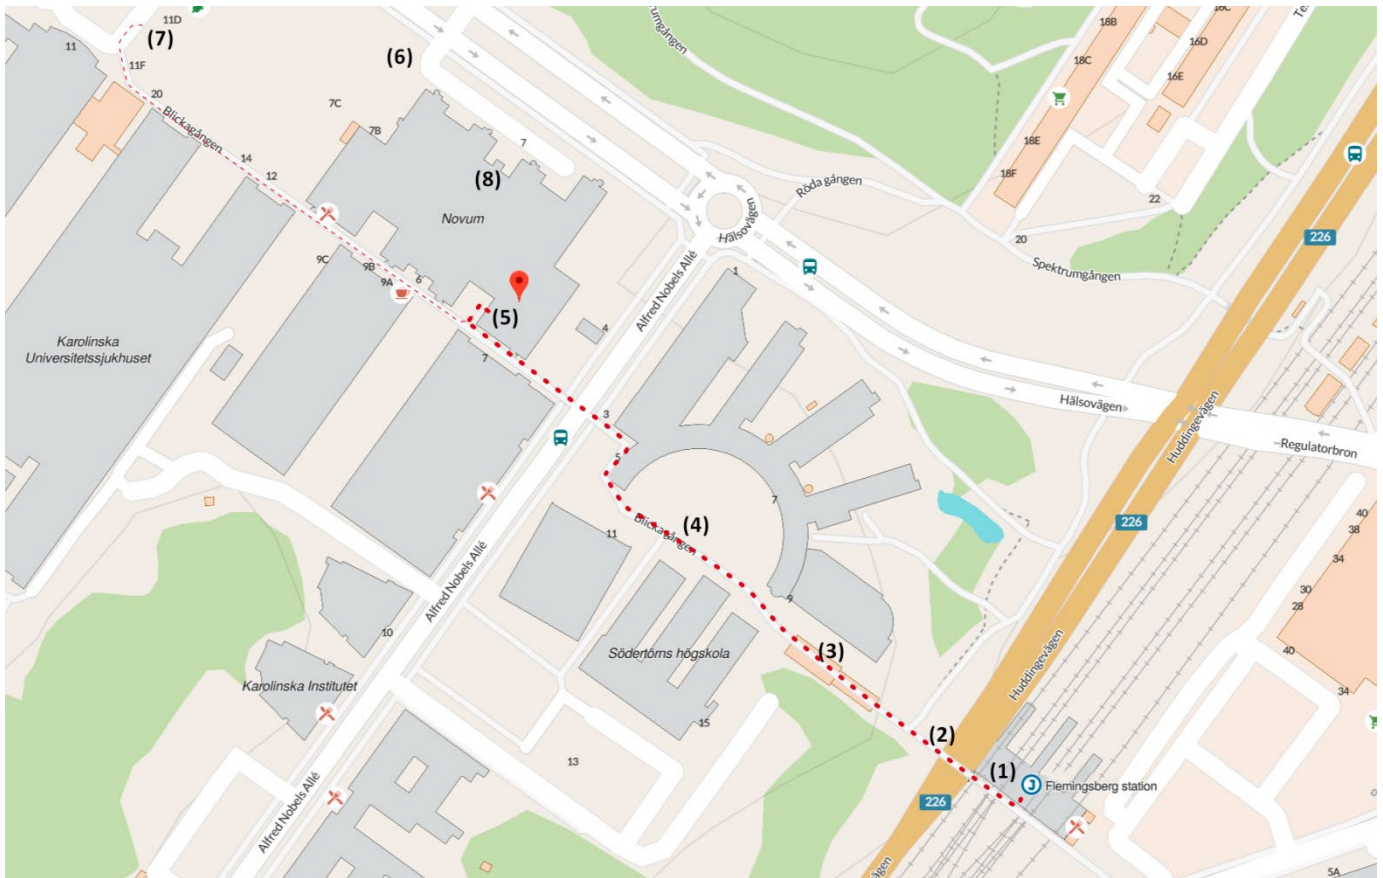 11D
(7)
11
11F
20
Blickagången
14
12
7C
7B
(6)
7
(8)
Novum
9C
9B
9A
6
(5)
7
4
3
5
Karolinska
Universitetssjukhuset
Alfred Nobels Allé
Hälsovägen
1
trumgången
Röda gången
18B
18C
18E
18F
16C
16D
16E
22
20
Spektrumgången
226
Hälsovägen
Huddingevägen
Regulatorbron
226
7
(4)
Blickagången
11
9
(3)
Södertörns högskola
15
13
Alfred Nobels Allé
10
Karolinska Institutet
Alfred Nobels Allé
(2)
(1)
J
Flemingsberg station
226
Huddingevägen
vägen
40
38
34
30
28
40
34
5A